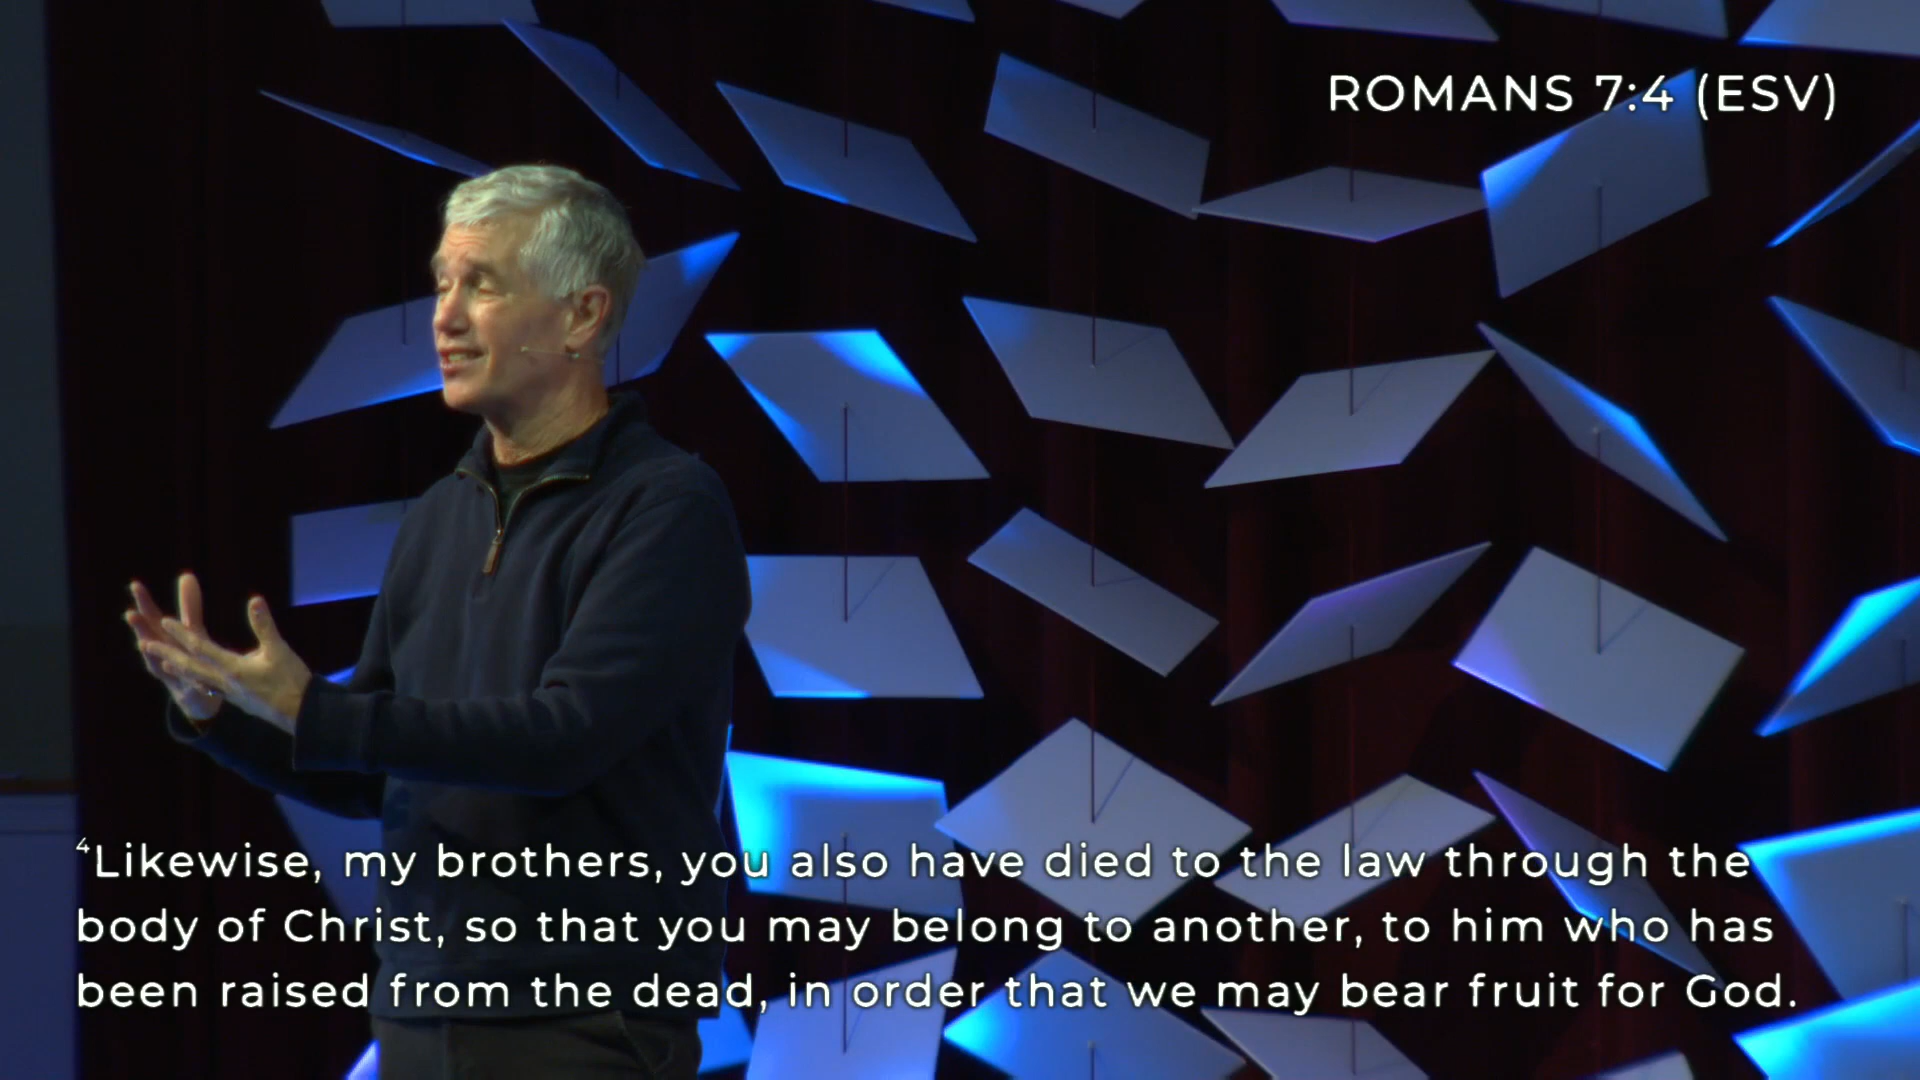 ROMANS 7:4 (ESV)
⁴Likewise, my brothers, you also have died to the law through the
body of Christ, so that you may belong to another, to him who has
been raised from the dead, in order that we may bear fruit for God.